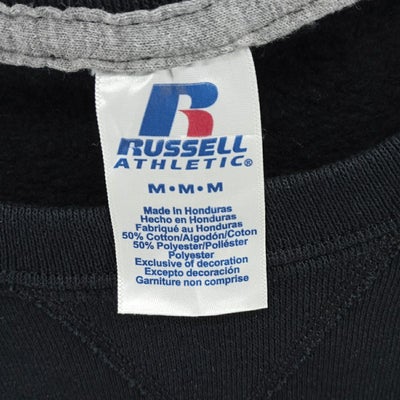 RUSSELL
ATHLETIC®
M•M•M
Made in Honduras
Hecho en Honduras
Fabriqué au Honduras
50% Cotton/Algodón/Coton
50% Polyester/Poliéster
Polyester
Exclusive of decoration
Excepto decoración
Garniture non comprise